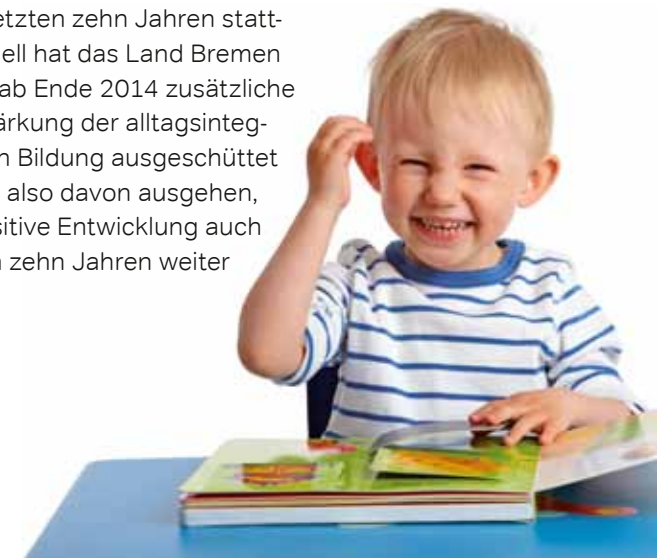 etzten zehn Jahren statt-
ell hat das Land Bremen
ab Ende 2014 zusätzliche
ärkung der alltagsinteg-
n Bildung ausgeschüttet
also davon ausgehen,
sitive Entwicklung auch
n zehn Jahren weiter